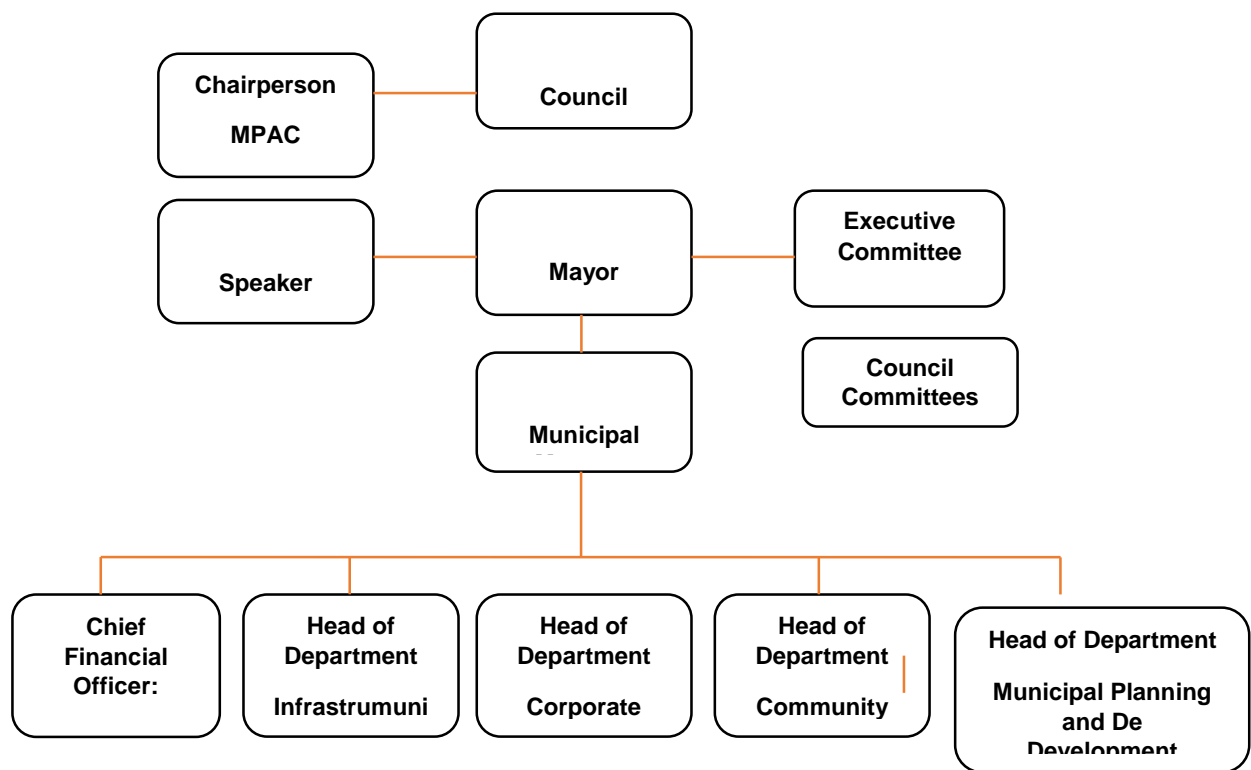 Chairperson
MPAC
Council
Speaker
Mayor
Executive
Committee
Council
Committees
Municipal
Chief
Financial
Officer:
Head of
Department
Infrastrumuni
Head of
Department
Corporate
Head of
Department
Community
Head of Department
Municipal Planning
and De
Development